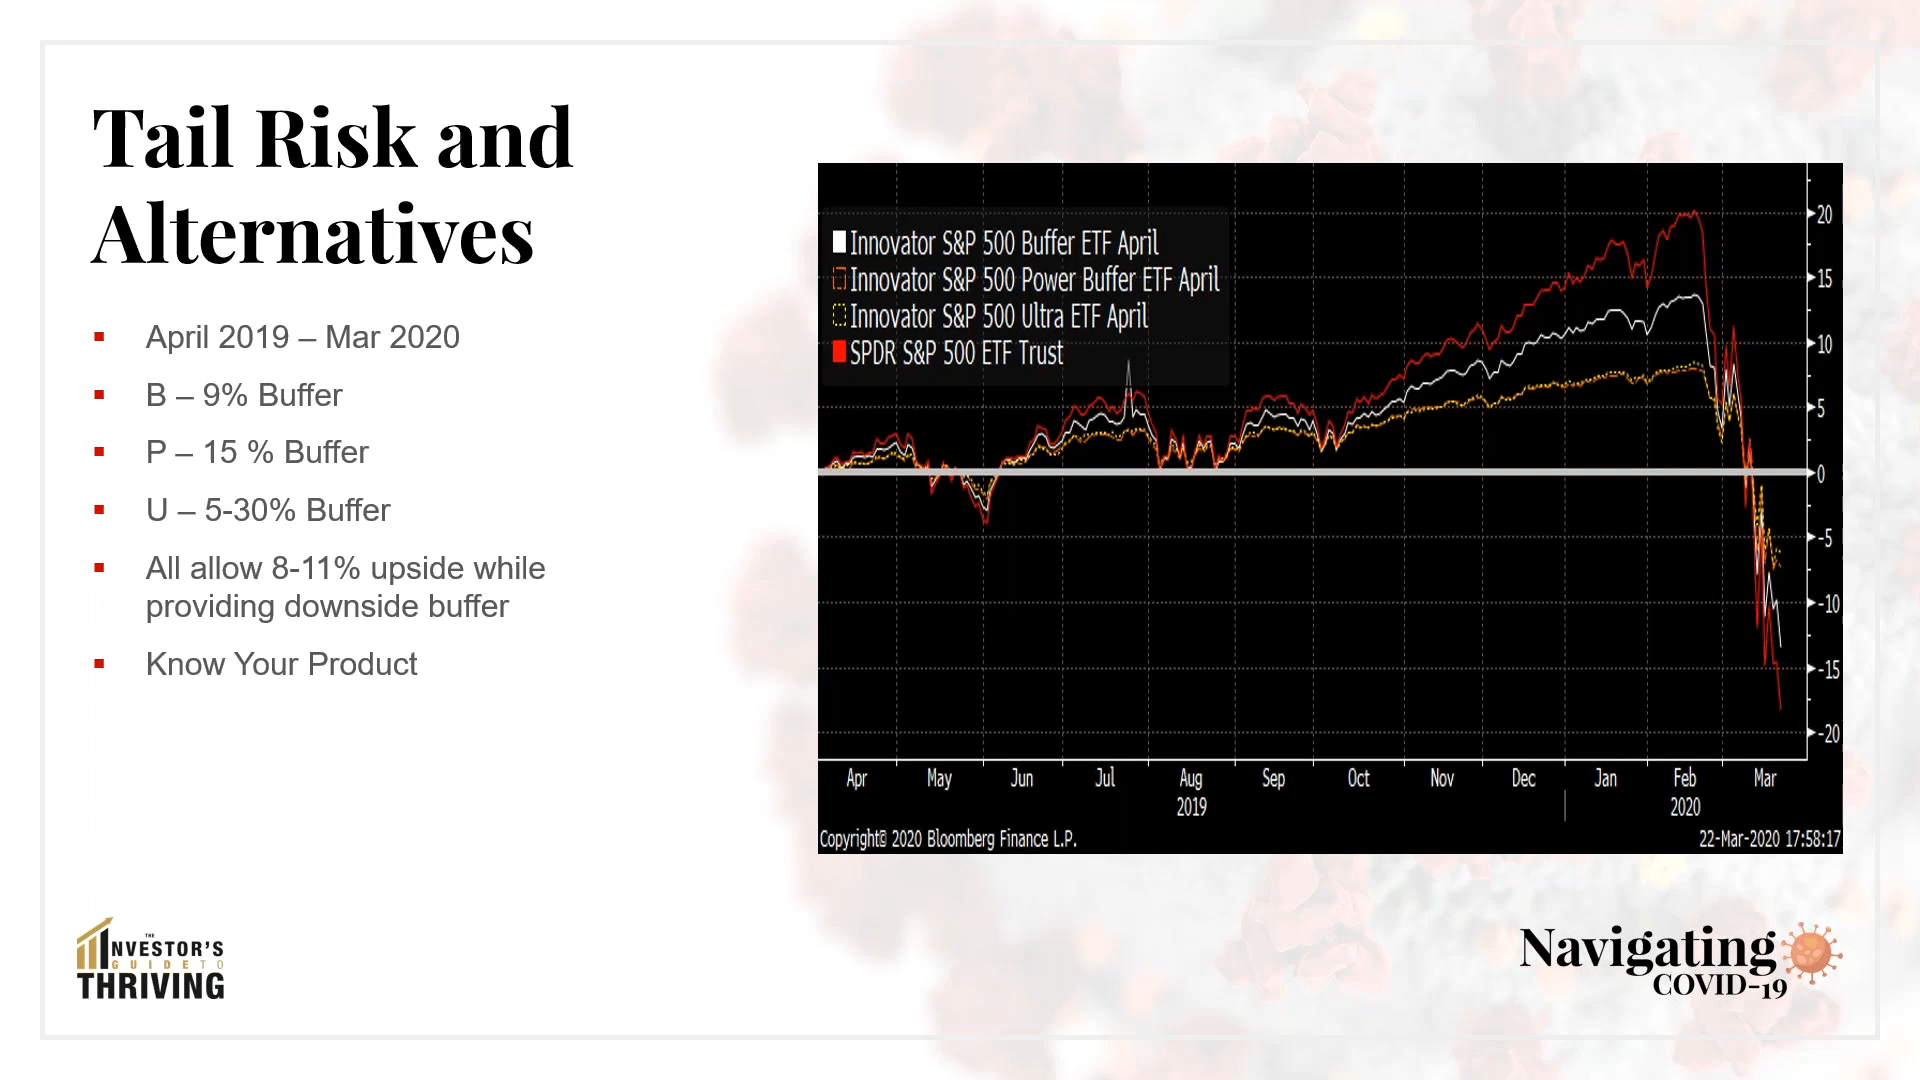 Tail Risk and
Alternatives
April 2019 – Mar 2020
B – 9% Buffer
P – 15 % Buffer
U – 5-30% Buffer
All allow 8-11% upside while
providing downside buffer
Know Your Product
Innovator S&P 500 Buffer ETF April
Innovator S&P 500 Power Buffer ETF April
Innovator S&P 500 Ultra ETF April
SPDR S&P 500 ETF Trust
20
15
10
5
0
-5
-10
-15
-20
Apr May Jun Jul Aug Sep Oct Nov Dec Jan Feb Mar
2019 2020
Copyright© 2020 Bloomberg Finance L.P. 22-Mar-2020 17:58:17
THE
INVESTOR'S
GUIDE TO
THRIVING
Navigating
COVID-19